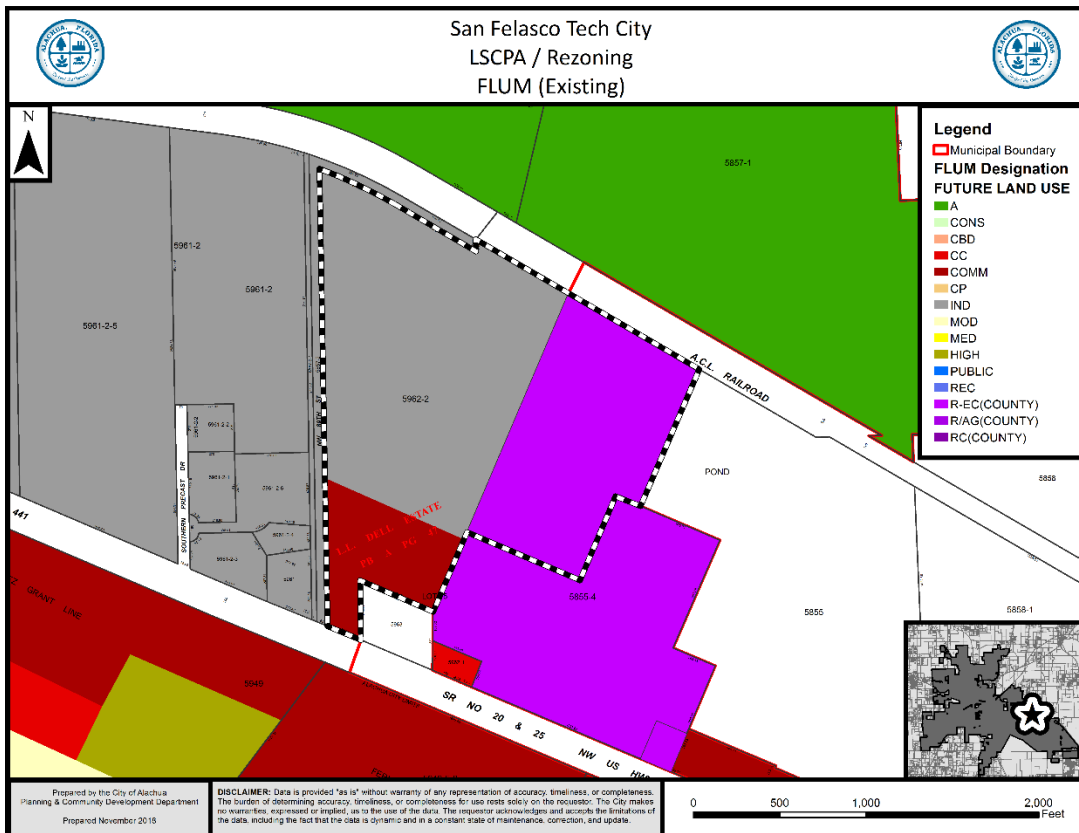 San Felasco Tech City
LSCPA / Rezoning
FLUM (Existing)
ALACHUA, FLORIDA
ALACHUA, FLORIDA
N
Legend
Municipal Boundary
FLUM Designation
FUTURE LAND USE
A
CONS
CBD
CC
COMM
CP
IND
MOD
MED
HIGH
PUBLIC
REC
R-EC(COUNTY)
R/AG(COUNTY)
RC(COUNTY)
5857-1
5961-2
5961-2
5961-2-5
5962-2
A.C.L. RAILROAD
POND
5858
SOUTHERN PRECAST DR
441
5855-4
5855
5858-1
5949
GRANT LINE
SR NO 20 & 25 NW US
Prepared by the City of Alachua
Planning & Community Development Department
Prepared November 2018
DISCLAIMER: Data is provided "as is" without warranty of any representation of accuracy, timeliness, or completeness.
The burden of determining accuracy, timeliness, or completeness for use rests solely on the requestor. The City makes
no warranties, expressed or implied, as to the use of the data. The requestor acknowledges and accepts the limitations of
the data, including the fact that the data is dynamic and in a constant state of maintenance, correction, and update.
0 500 1,000 2,000
Feet